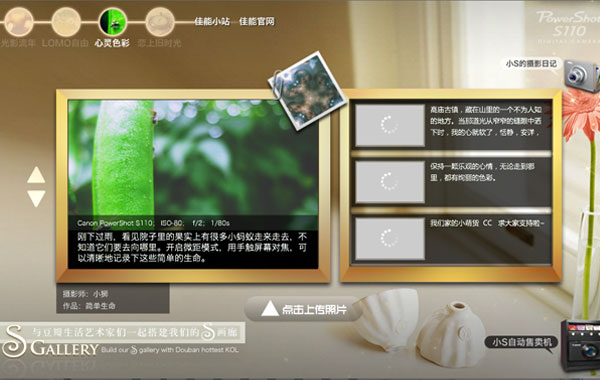 光影流年 LOMO自由 心灵色彩 恋上旧时光
佳能小站 佳能官网
PowerShot
S110
DIGITAL CAMERA
小S的摄影日记
高庙古镇，藏在山里的一个不为人知
的地方。当那道光从窄窄的缝隙中洒
下时，我的心就软了，恬静，安详，
保持一颗乐观的心情，无论走到哪
里，都有绚丽的色彩。
我们家的小萌货 CC 求大家支持啦~
Canon PowerShot S110; ISO-80; f/2; 1/80s
刚下过雨，看见院子里的果实上有很多小蚂蚁走来走去，不
知道它们要去向哪里。开启微距模式，用手触屏幕对焦，可
以清晰地记录下这些简单的生命。
摄影师：小狮
作品：简单生命
点击上传照片
与豆瓣生活艺术家们一起搭建我们的S画廊
S GALLERY
Build our S gallery with Douban hottest KOL
小S自动售卖机